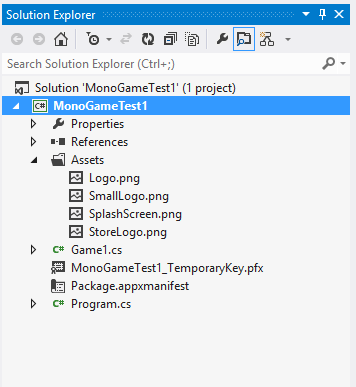 Solution Explorer
Search Solution Explorer (Ctrl+;)
Solution 'MonoGameTest1' (1 project)
C# MonoGameTest1
Properties
References
Assets
Logo.png
SmallLogo.png
SplashScreen.png
StoreLogo.png
C# Game1.cs
MonoGameTest1_TemporaryKey.pfx
Package.appxmanifest
C# Program.cs